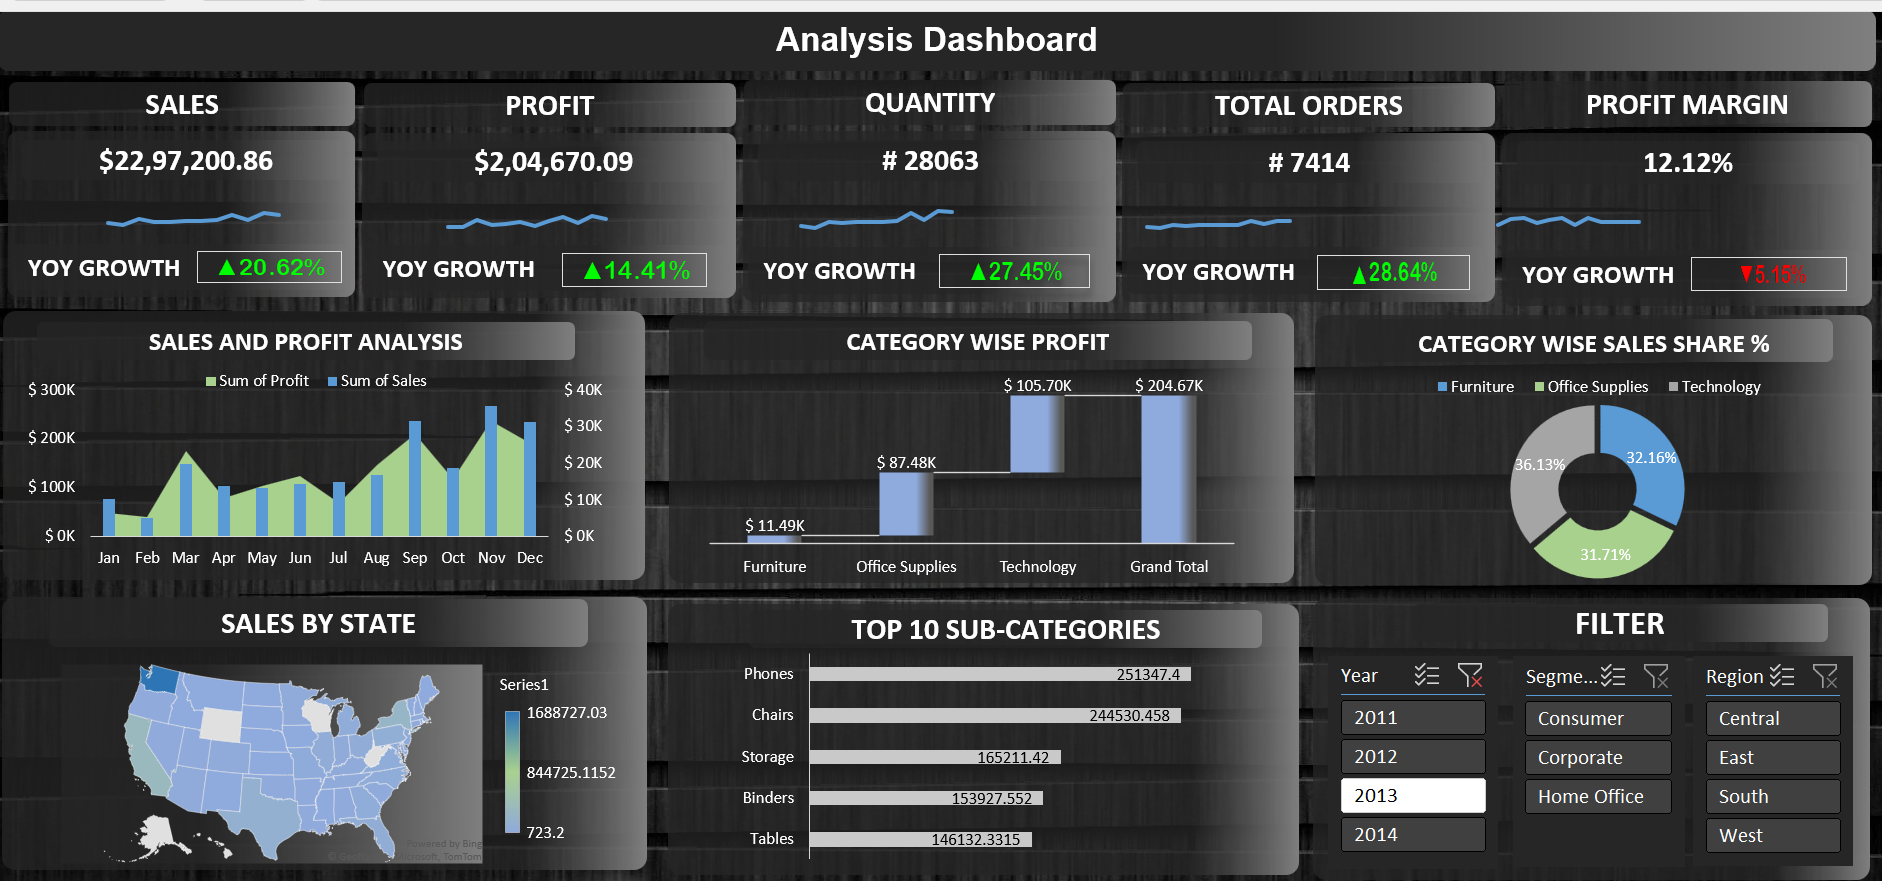 Analysis Dashboard
SALES
$22,97,200.86
YOY GROWTH ▲20.62%
PROFIT
$2,04,670.09
YOY GROWTH ▲14.41%
QUANTITY
# 28063
YOY GROWTH ▲27.45%
TOTAL ORDERS
# 7414
YOY GROWTH ▲28.64%
PROFIT MARGIN
12.12%
YOY GROWTH ▼5.15%
SALES AND PROFIT ANALYSIS
Sum of Profit Sum of Sales
$ 300K
$ 200K
$ 100K
$ 0K
$ 40K
$ 30K
$ 20K
$ 10K
$ 0K
Jan Feb Mar Apr May Jun Jul Aug Sep Oct Nov Dec
CATEGORY WISE PROFIT
$ 11.49K
$ 87.48K
$ 105.70K
$ 204.67K
Furniture Office Supplies Technology Grand Total
CATEGORY WISE SALES SHARE %
Furniture Office Supplies Technology
36.13%
32.16%
31.71%
SALES BY STATE
Series1
1688727.03
844725.1152
723.2
Powered by Bing
TomTom
TOP 10 SUB-CATEGORIES
Phones 251347.4
Chairs 244530.458
Storage 165211.42
Binders 153927.552
Tables 146132.3315
FILTER
Year
2011
2012
2013
2014
Segme...
Consumer
Corporate
Home Office
Region
Central
East
South
West